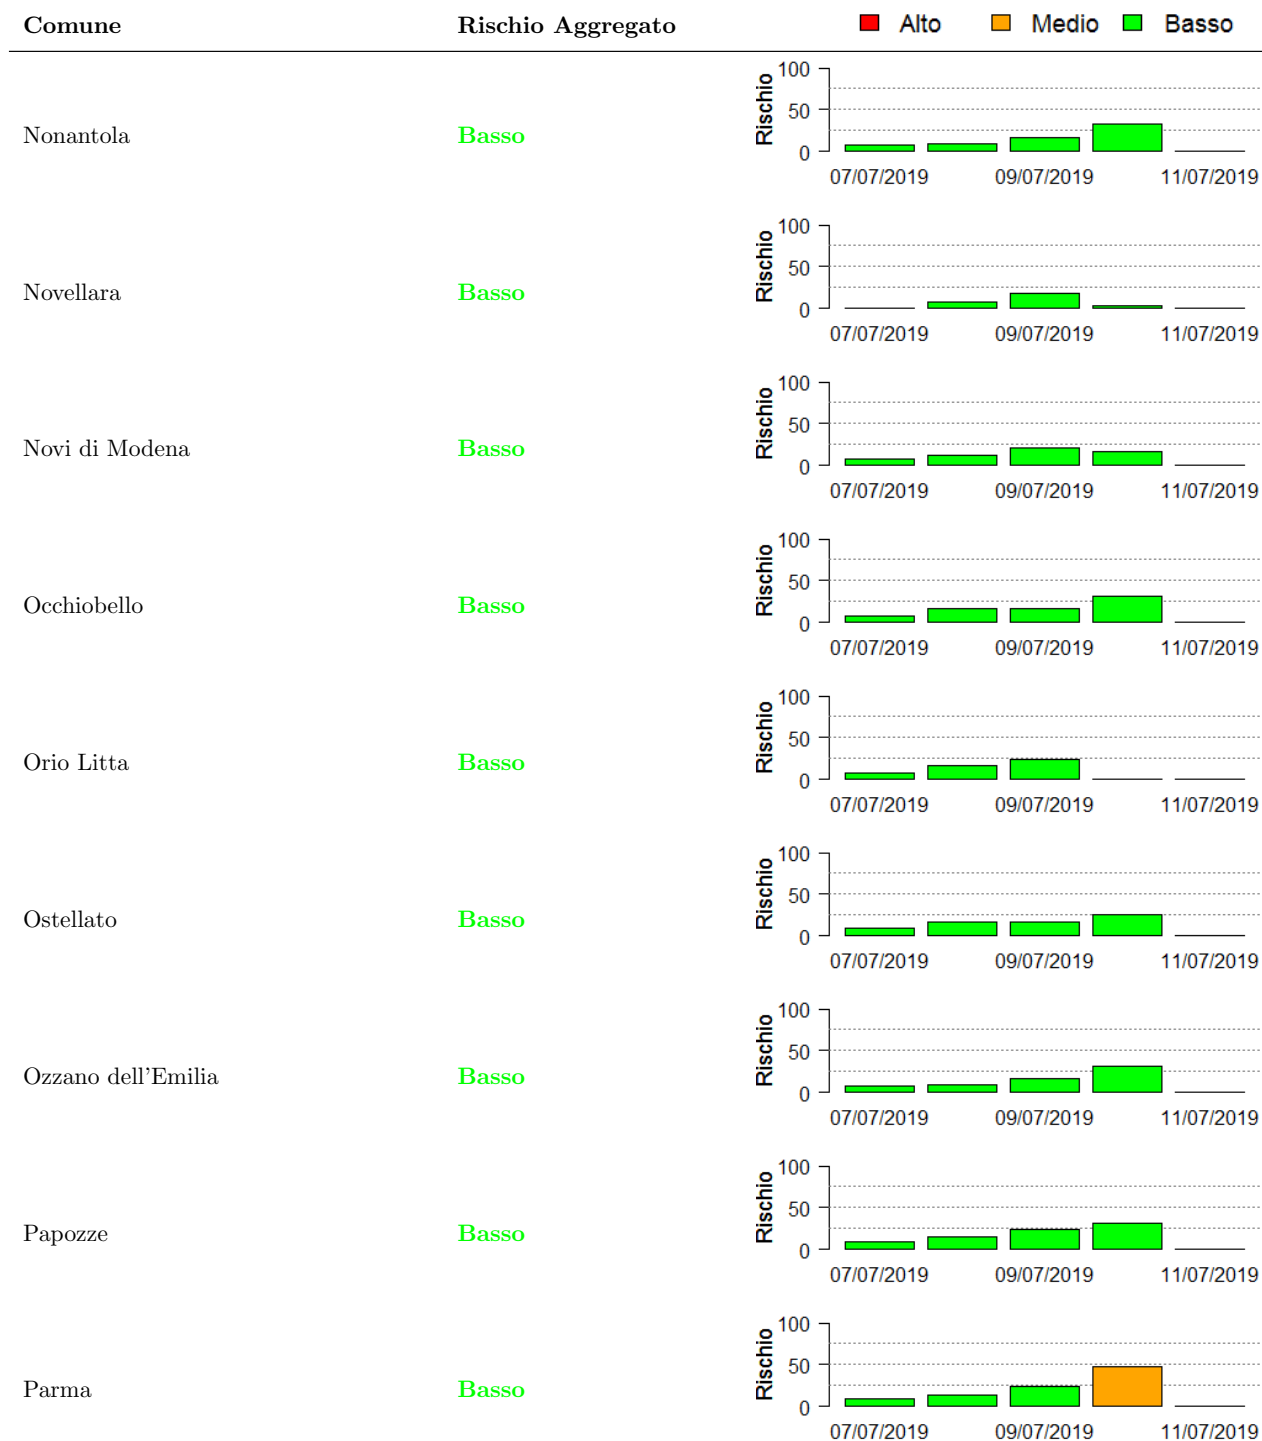 Comune Rischio Aggregato Alto Medio Basso
100
50
0
Rischio
Nonantola Basso
07/07/2019 09/07/2019 11/07/2019
100
50
0
Rischio
Novellara Basso
07/07/2019 09/07/2019 11/07/2019
100
50
0
Rischio
Novi di Modena Basso
07/07/2019 09/07/2019 11/07/2019
100
50
0
Rischio
Occhiobello Basso
07/07/2019 09/07/2019 11/07/2019
100
50
0
Rischio
Orio Litta Basso
07/07/2019 09/07/2019 11/07/2019
100
50
0
Rischio
Ostellato Basso
07/07/2019 09/07/2019 11/07/2019
100
50
0
Rischio
Ozzano dell'Emilia Basso
07/07/2019 09/07/2019 11/07/2019
100
50
0
Rischio
Papozze Basso
07/07/2019 09/07/2019 11/07/2019
100
50
0
Rischio
Parma Basso
07/07/2019 09/07/2019 11/07/2019